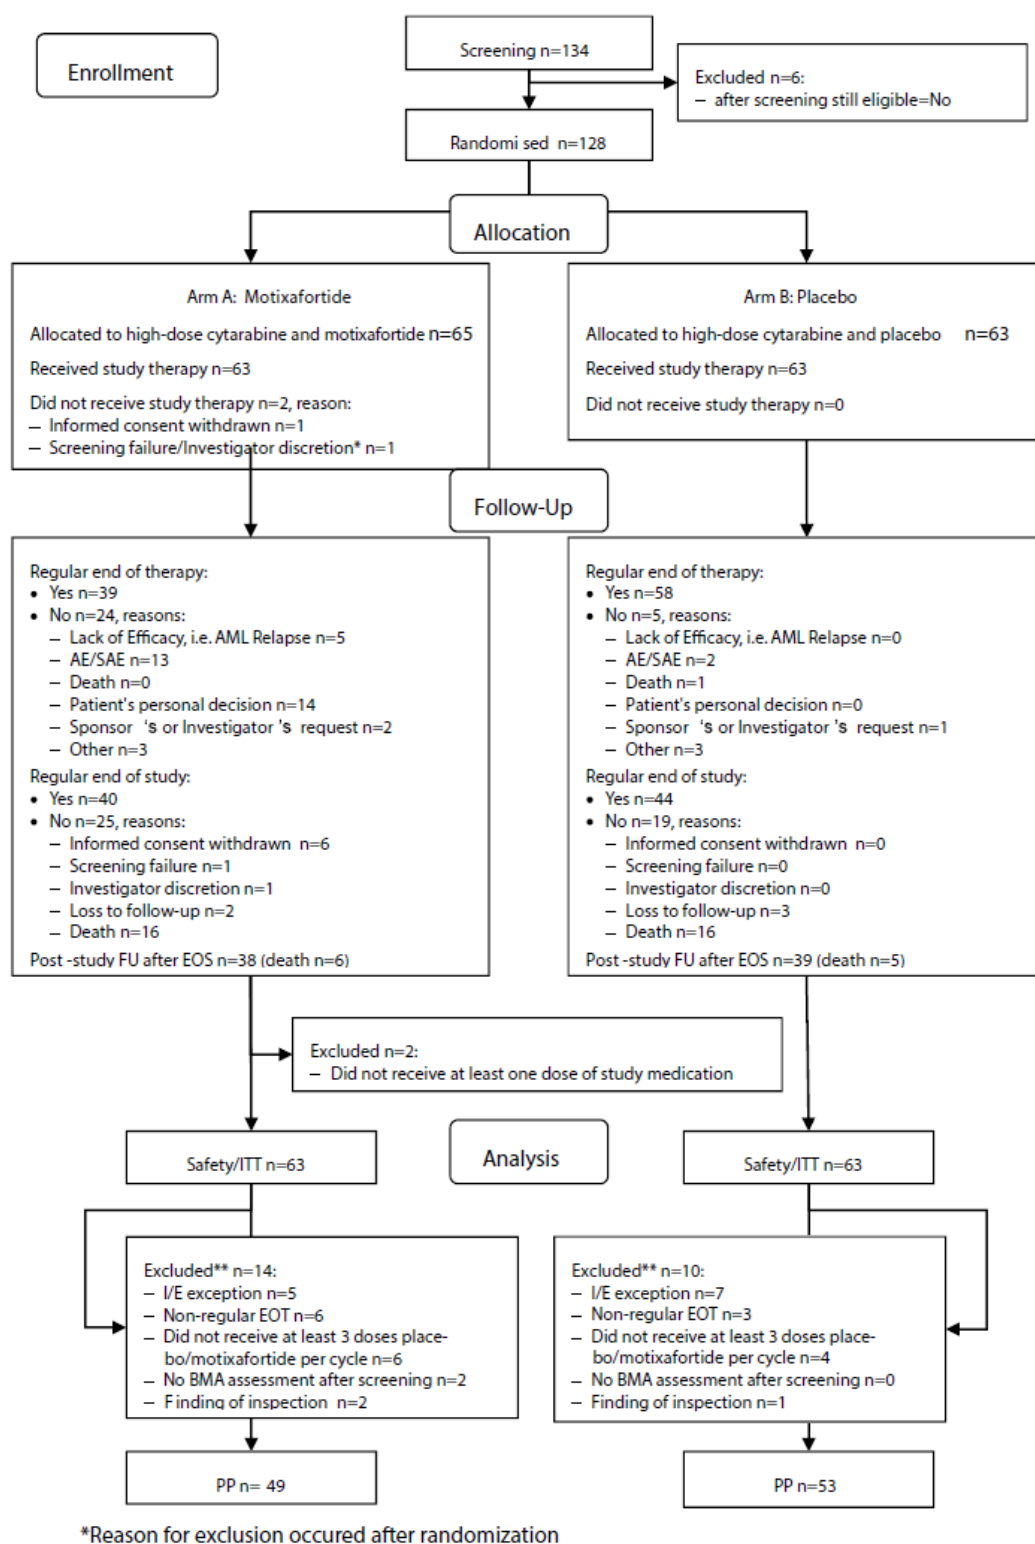 Enrollment
Screening n=134
Excluded n=6:
– after screening still eligible=No
Randomi sed n=128
Allocation
Arm A: Motixafortide
Allocated to high-dose cytarabine and motixafortide n=65
Received study therapy n=63
Did not receive study therapy n=2, reason:
– Informed consent withdrawn n=1
– Screening failure/Investigator discretion* n=1
Arm B: Placebo
Allocated to high-dose cytarabine and placebo n=63
Received study therapy n=63
Did not receive study therapy n=0
Follow-Up
Regular end of therapy:
• Yes n=39
• No n=24, reasons:
– Lack of Efficacy, i.e. AML Relapse n=5
– AE/SAE n=13
– Death n=0
– Patient's personal decision n=14
– Sponsor 's or Investigator 's request n=2
– Other n=3
Regular end of study:
• Yes n=40
• No n=25, reasons:
– Informed consent withdrawn n=6
– Screening failure n=1
– Investigator discretion n=1
– Loss to follow-up n=2
– Death n=16
Post -study FU after EOS n=38 (death n=6)
Regular end of therapy:
• Yes n=58
• No n=5, reasons:
– Lack of Efficacy, i.e. AML Relapse n=0
– AE/SAE n=2
– Death n=1
– Patient's personal decision n=0
– Sponsor 's or Investigator 's request n=1
– Other n=3
Regular end of study:
• Yes n=44
• No n=19, reasons:
– Informed consent withdrawn n=0
– Screening failure n=0
– Investigator discretion n=0
– Loss to follow-up n=3
– Death n=16
Post-study FU after EOS n=39 (death n=5)
Excluded n=2:
– Did not receive at least one dose of study medication
Safety/ITT n=63
Analysis
Safety/ITT n=63
Excluded** n=14:
– I/E exception n=5
– Non-regular EOT n=6
– Did not receive at least 3 doses place-
bo/motixafortide per cycle n=6
– No BMA assessment after screening n=2
– Finding of inspection n=2
Excluded** n=10:
– I/E exception n=7
– Non-regular EOT n=3
– Did not receive at least 3 doses place-
bo/motixafortide per cycle n=4
– No BMA assessment after screening n=0
– Finding of inspection n=1
PP n= 49
PP n=53
*Reason for exclusion occured after randomization